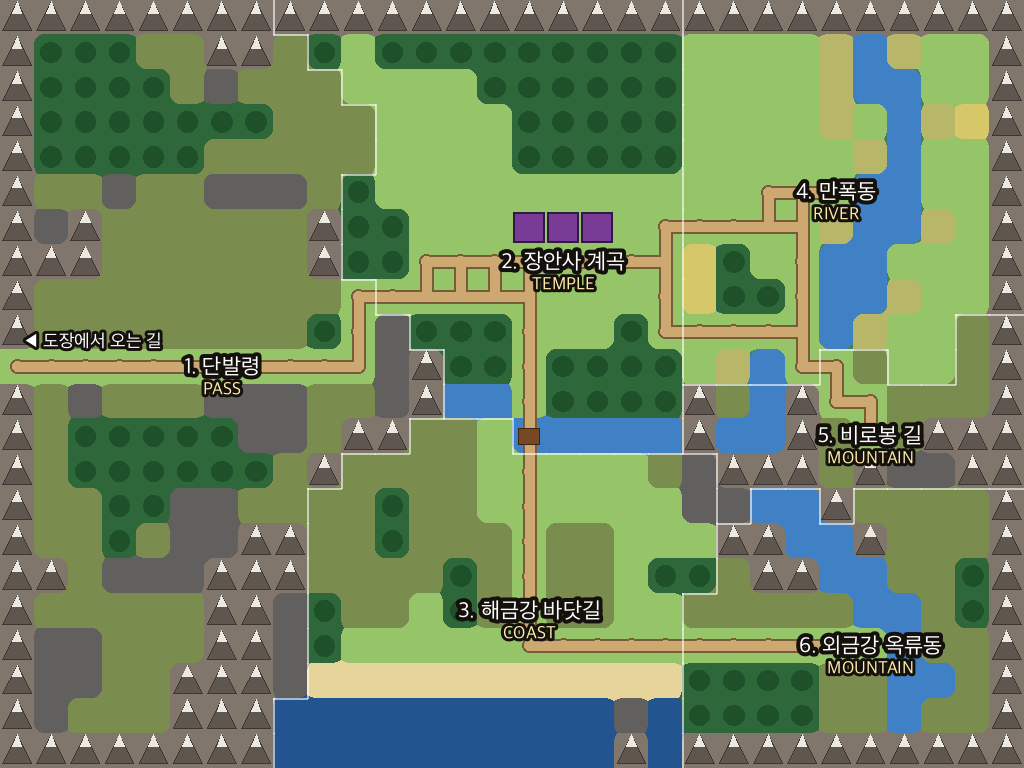 4. 만폭동
RIVER
2. 장안사 계곡
TEMPLE
◀ 도장에서 오는 길
1. 단발령
PASS
5. 비로봉 길
MOUNTAIN
3. 해금강 바닷길
COAST
6. 외금강 옥류동
MOUNTAIN